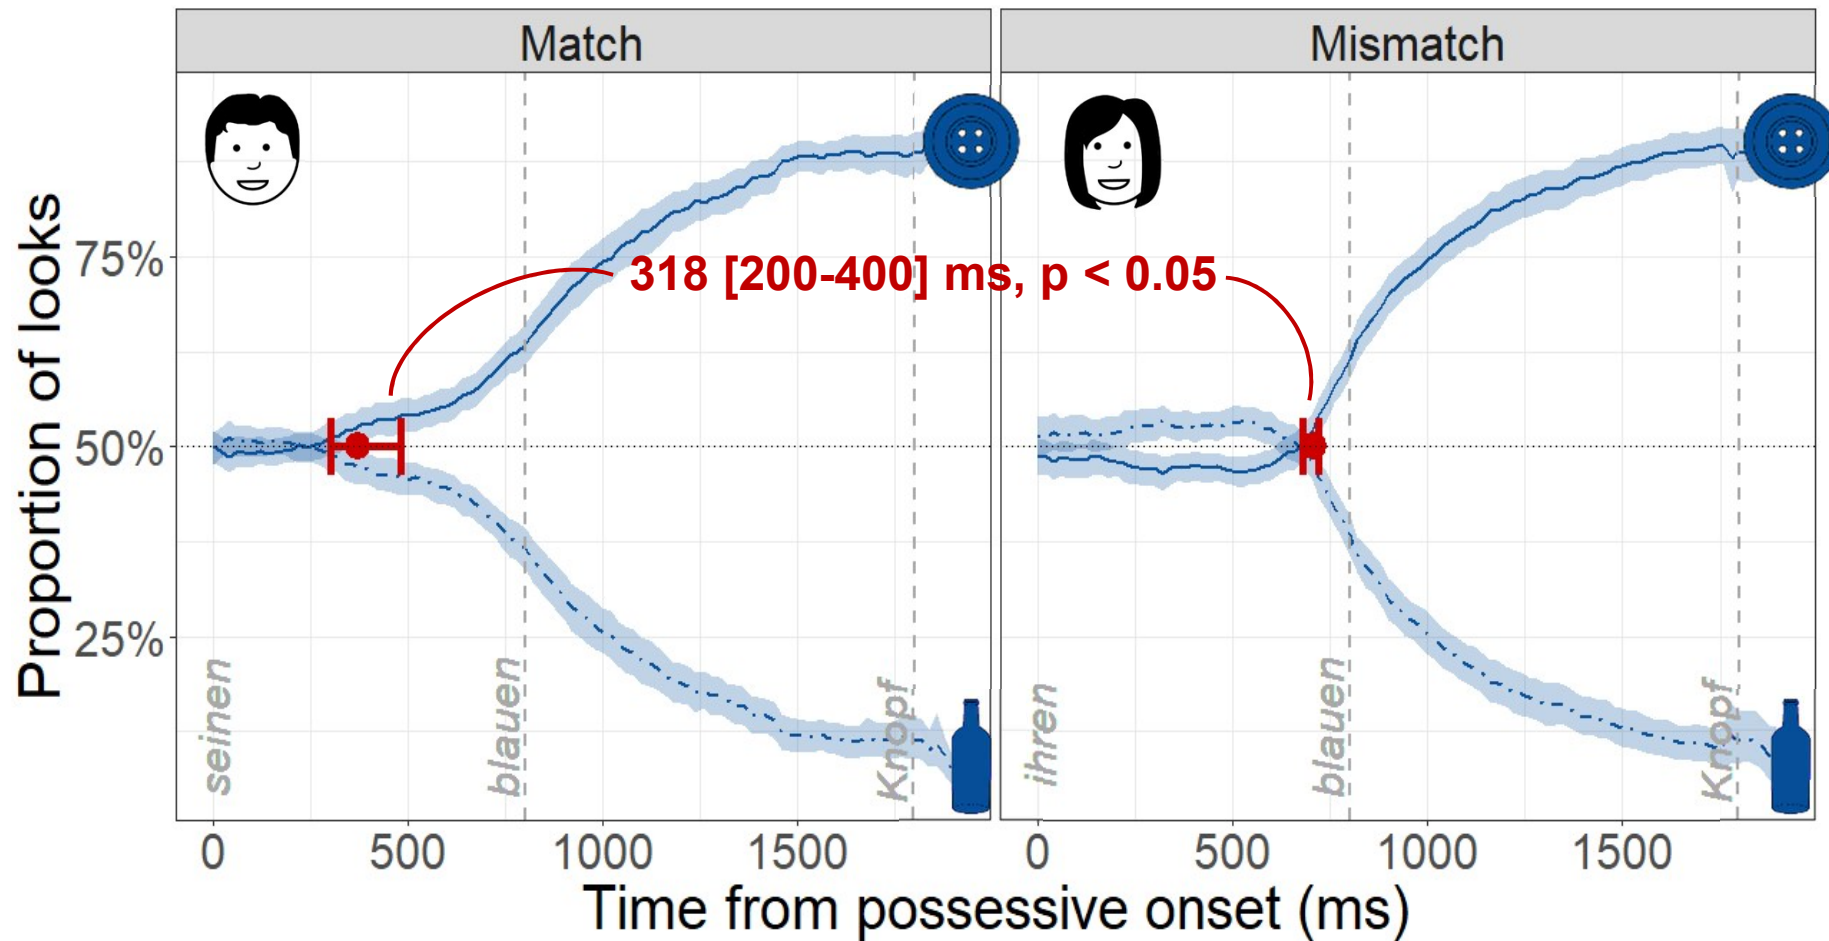 Match
Mismatch
Proportion of looks
75%
50%
25%
318 [200-400] ms, p < 0.05
seinen
blauen
Knopf
ihren
blauen
Knopf
0 500 1000 1500
0 500 1000 1500
Time from possessive onset (ms)